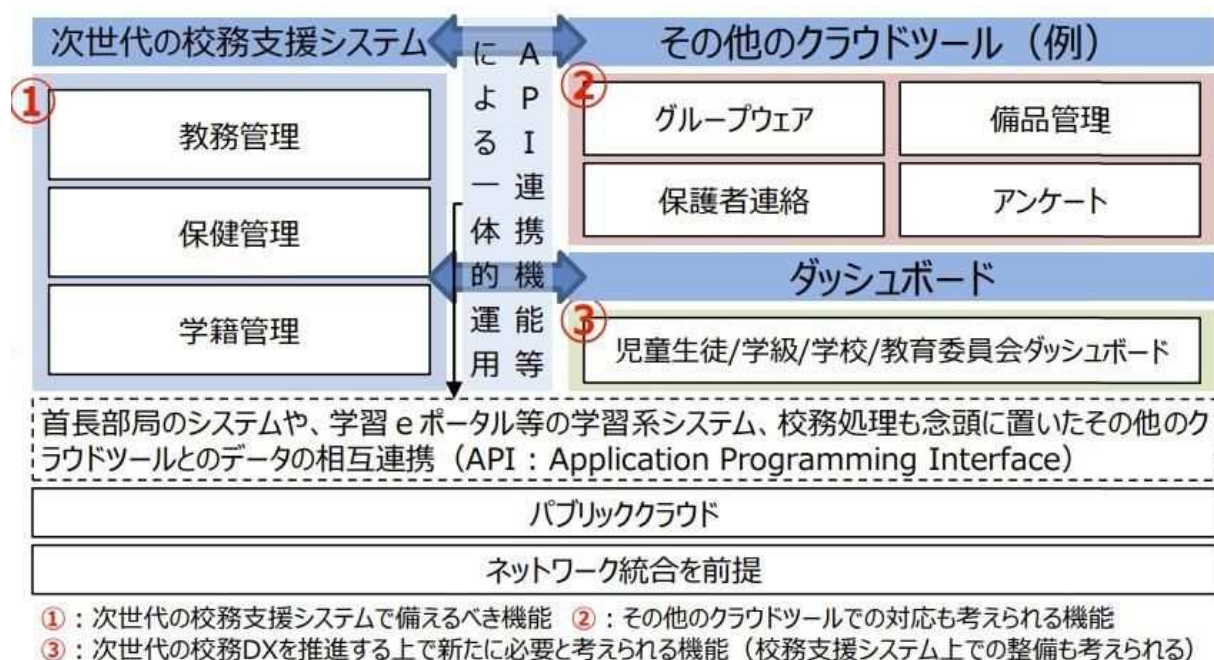 次世代の校務支援システム
API連携機能等
による一体的運用
その他のクラウドツール（例）
①
教務管理
保健管理
学籍管理
②
グループウェア
備品管理
保護者連絡
アンケート
ダッシュボード
③
児童生徒/学級/学校/教育委員会ダッシュボード
首長部局のシステムや、学習ｅポータル等の学習系システム、校務処理も念頭に置いたその他のク
ラウドツールとのデータの相互連携（API：Application Programming Interface）
パブリッククラウド
ネットワーク統合を前提
①：次世代の校務支援システムで備えるべき機能 ②：その他のクラウドツールでの対応も考えられる機能
③：次世代の校務DXを推進する上で新たに必要と考えられる機能（校務支援システム上での整備も考えられる）